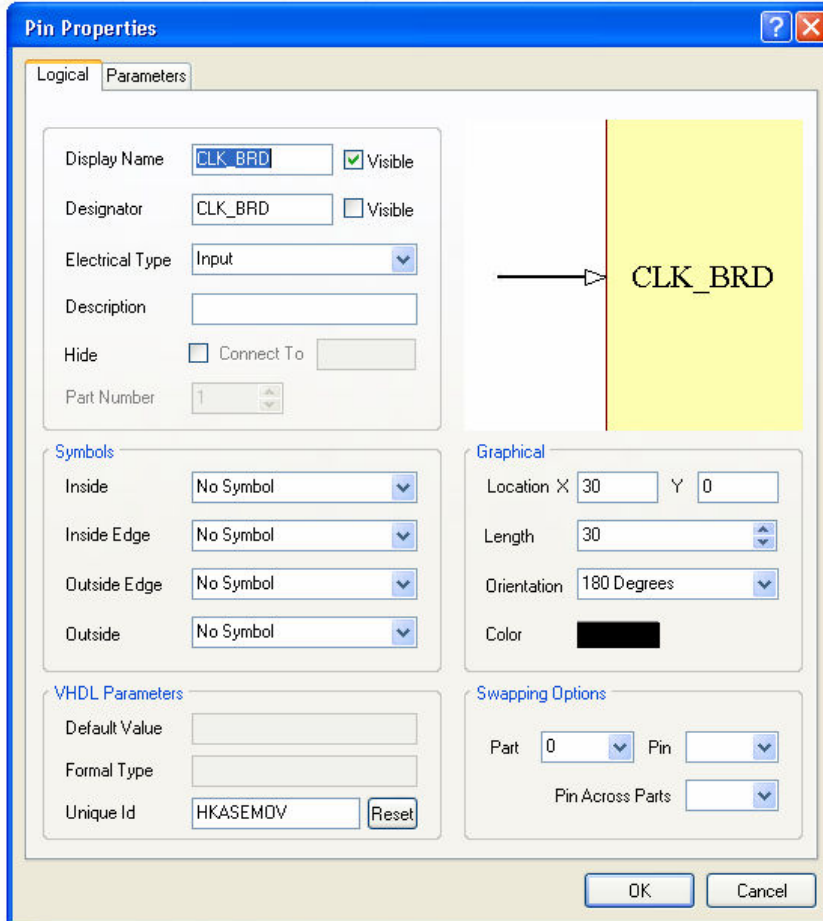 Pin Properties
Logical Parameters
Display Name CLK_BRD Visible
Designator CLK_BRD Visible
Electrical Type Input
Description
Hide Connect To
Part Number 1
CLK_BRD
Symbols
Inside No Symbol
Inside Edge No Symbol
Outside Edge No Symbol
Outside No Symbol
Graphical
Location X 30 Y 0
Length 30
Orientation 180 Degrees
Color
VHDL Parameters
Default Value
Formal Type
Unique Id HKASEMOV Reset
Swapping Options
Part 0 Pin
Pin Across Parts
OK Cancel